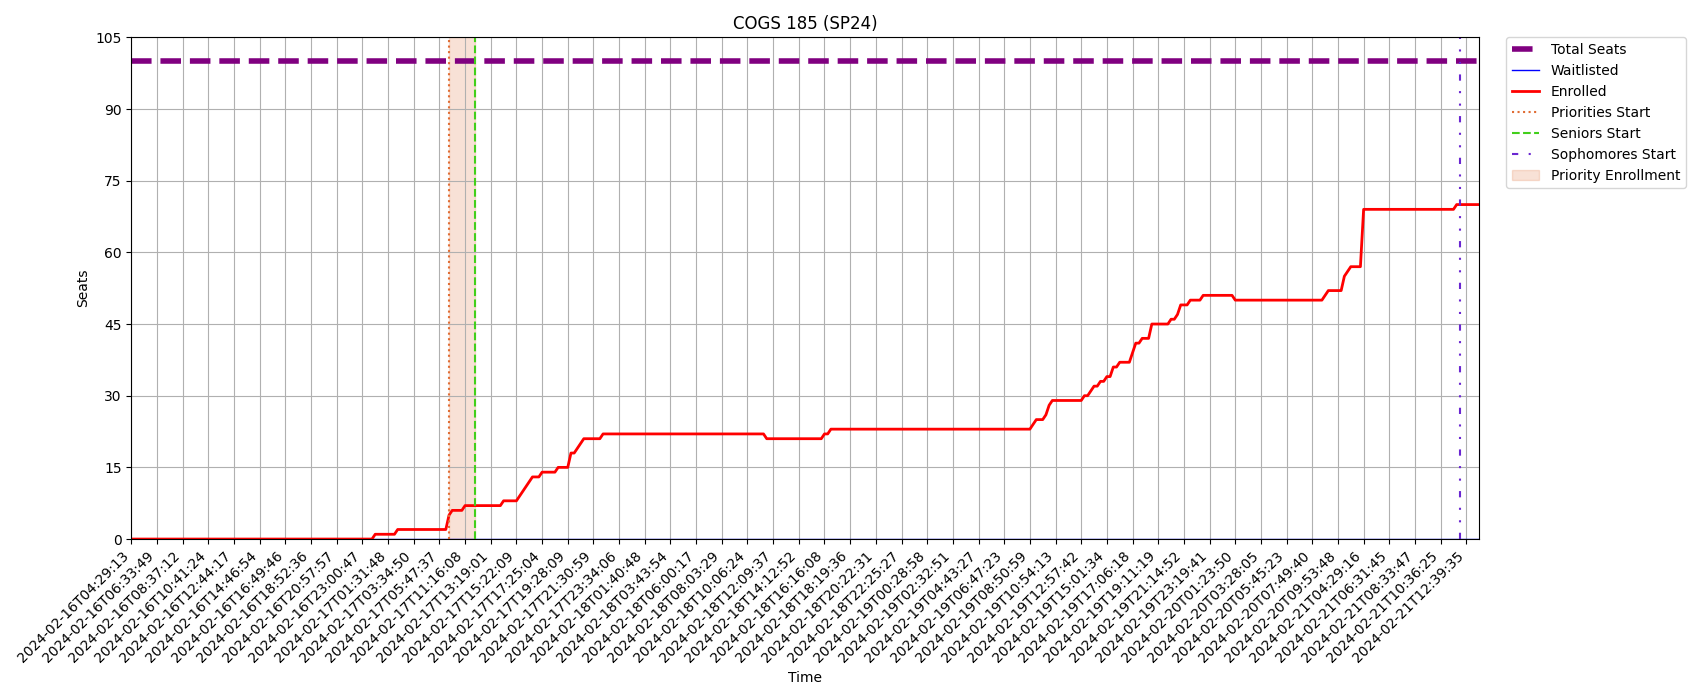 COGS 185 (SP24)
105
90
75
60
45
30
15
0
Seats
Total Seats
Waitlisted
Enrolled
Priorities Start
Seniors Start
Sophomores Start
Priority Enrollment
2024-02-16T04:29:13
2024-02-16T06:33:49
2024-02-16T08:37:12
2024-02-16T10:41:24
2024-02-16T12:44:17
2024-02-16T14:46:54
2024-02-16T16:49:46
2024-02-16T18:52:36
2024-02-16T20:57:57
2024-02-16T23:00:47
2024-02-17T01:31:48
2024-02-17T03:34:50
2024-02-17T05:47:37
2024-02-17T11:16:08
2024-02-17T13:19:01
2024-02-17T15:22:09
2024-02-17T17:25:04
2024-02-17T19:28:09
2024-02-17T21:30:59
2024-02-17T23:34:06
2024-02-18T01:40:48
2024-02-18T03:43:54
2024-02-18T06:00:17
2024-02-18T08:03:29
2024-02-18T10:06:24
2024-02-18T12:09:37
2024-02-18T14:12:52
2024-02-18T16:16:08
2024-02-18T18:19:36
2024-02-18T20:22:31
2024-02-18T22:25:27
2024-02-19T00:28:58
2024-02-19T02:32:51
2024-02-19T04:43:27
2024-02-19T06:47:23
2024-02-19T08:50:59
2024-02-19T10:54:13
2024-02-19T12:57:42
2024-02-19T15:01:34
2024-02-19T17:06:18
2024-02-19T19:11:19
2024-02-19T21:14:52
2024-02-19T23:19:41
2024-02-20T01:23:50
2024-02-20T03:28:05
2024-02-20T05:45:23
2024-02-20T07:49:40
2024-02-20T09:53:48
2024-02-21T04:29:16
2024-02-21T06:31:45
2024-02-21T08:33:47
2024-02-21T10:36:25
2024-02-21T12:39:35
Time